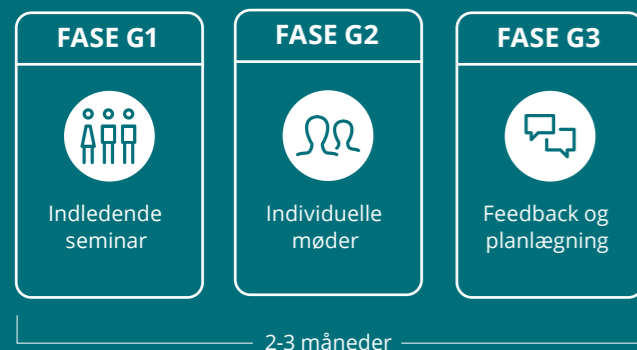 FASE G1
Indledende
seminar
FASE G2
Individuelle
møder
FASE G3
Feedback og
planlægning
2-3 måneder